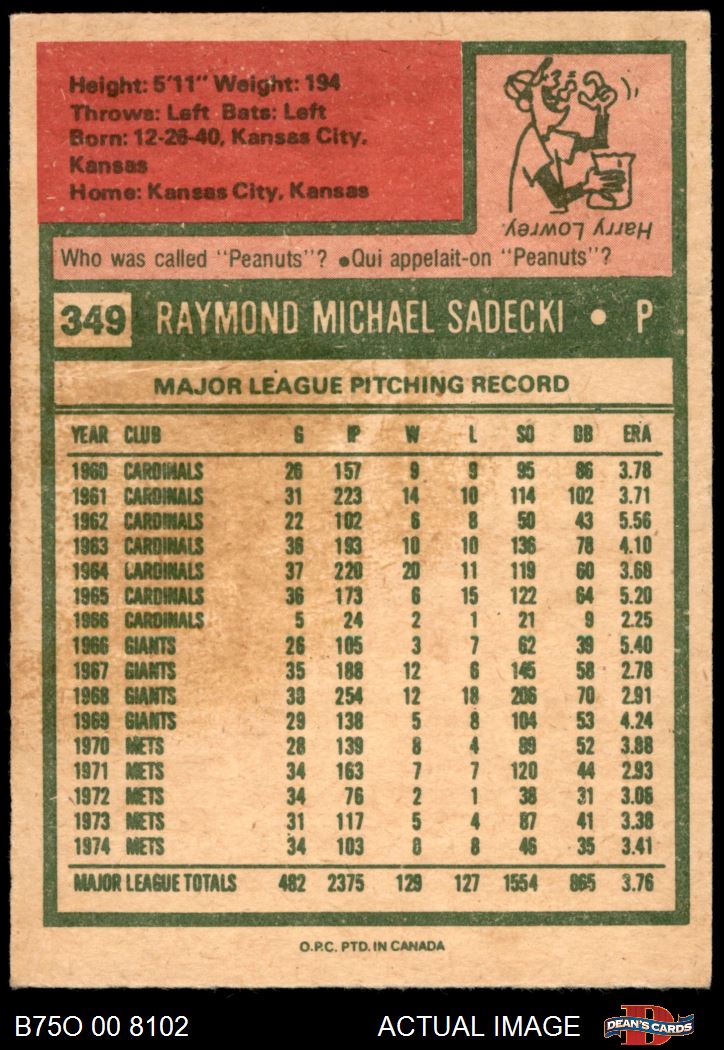 Height: 5'11" Weight: 194
Throws: Left Bats: Left
Born: 12-26-40, Kansas City,
Kansas
Home: Kansas City, Kansas
Harry Lowrey.
Who was called "Peanuts"? ●Qui appelait-on "Peanuts"?
349 RAYMOND MICHAEL SADECKI • P
MAJOR LEAGUE PITCHING RECORD
YEAR CLUB G IP W L SO BB ERA
1960 CARDINALS 26 157 9 9 95 86 3.78
1961 CARDINALS 31 223 14 10 114 102 3.71
1962 CARDINALS 22 102 6 8 50 43 5.56
1963 CARDINALS 36 193 10 10 136 78 4.10
1964 CARDINALS 37 220 20 11 119 60 3.68
1965 CARDINALS 36 173 6 15 122 64 5.20
1966 CARDINALS 5 24 2 1 21 9 2.25
1966 GIANTS 26 105 3 7 62 39 5.40
1967 GIANTS 35 188 12 6 145 58 2.78
1968 GIANTS 38 254 12 18 206 70 2.91
1969 GIANTS 29 138 5 8 104 53 4.24
1970 METS 28 139 8 4 89 52 3.88
1971 METS 34 163 7 7 120 44 2.93
1972 METS 34 76 2 1 38 31 3.06
1973 METS 31 117 5 4 87 41 3.38
1974 METS 34 103 8 8 46 35 3.41
MAJOR LEAGUE TOTALS 482 2375 129 127 1554 865 3.76
O.P.C. PTD. IN CANADA
B75O 00 8102 ACTUAL IMAGE DEAN'S CARDS